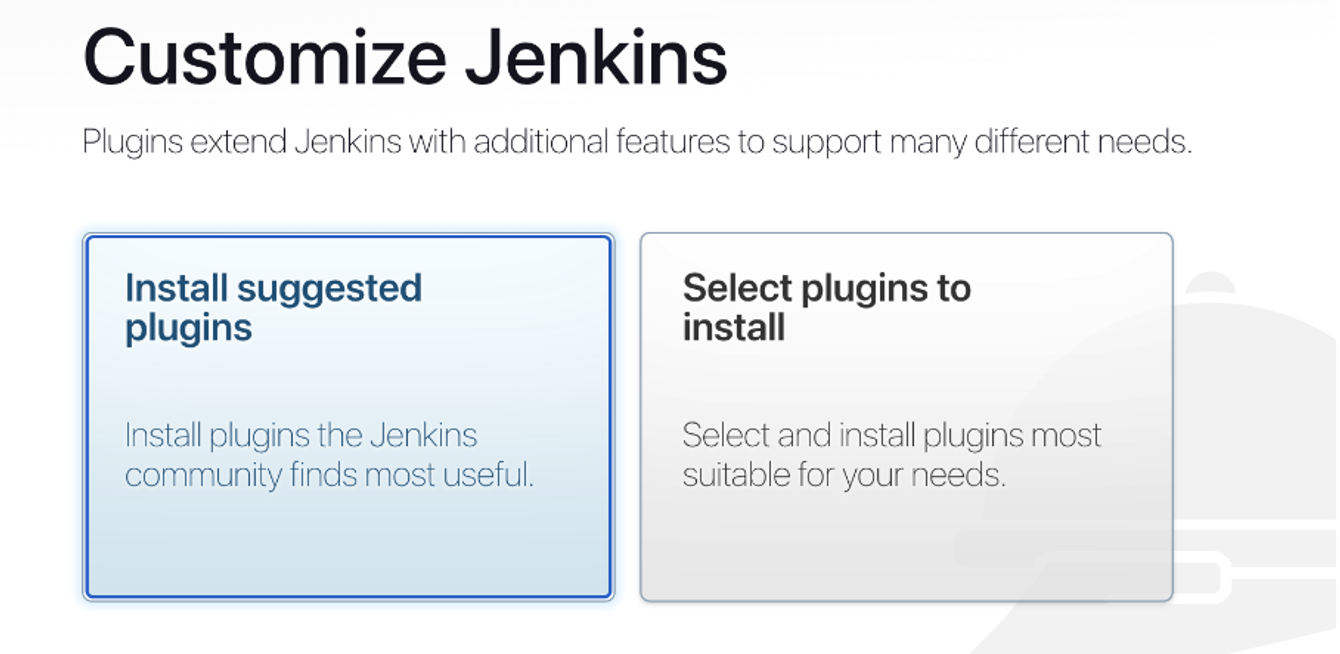 Customize Jenkins
Plugins extend Jenkins with additional features to support many different needs.
Install suggested
plugins
Install plugins the Jenkins
community finds most useful.
Select plugins to
install
Select and install plugins most
suitable for your needs.